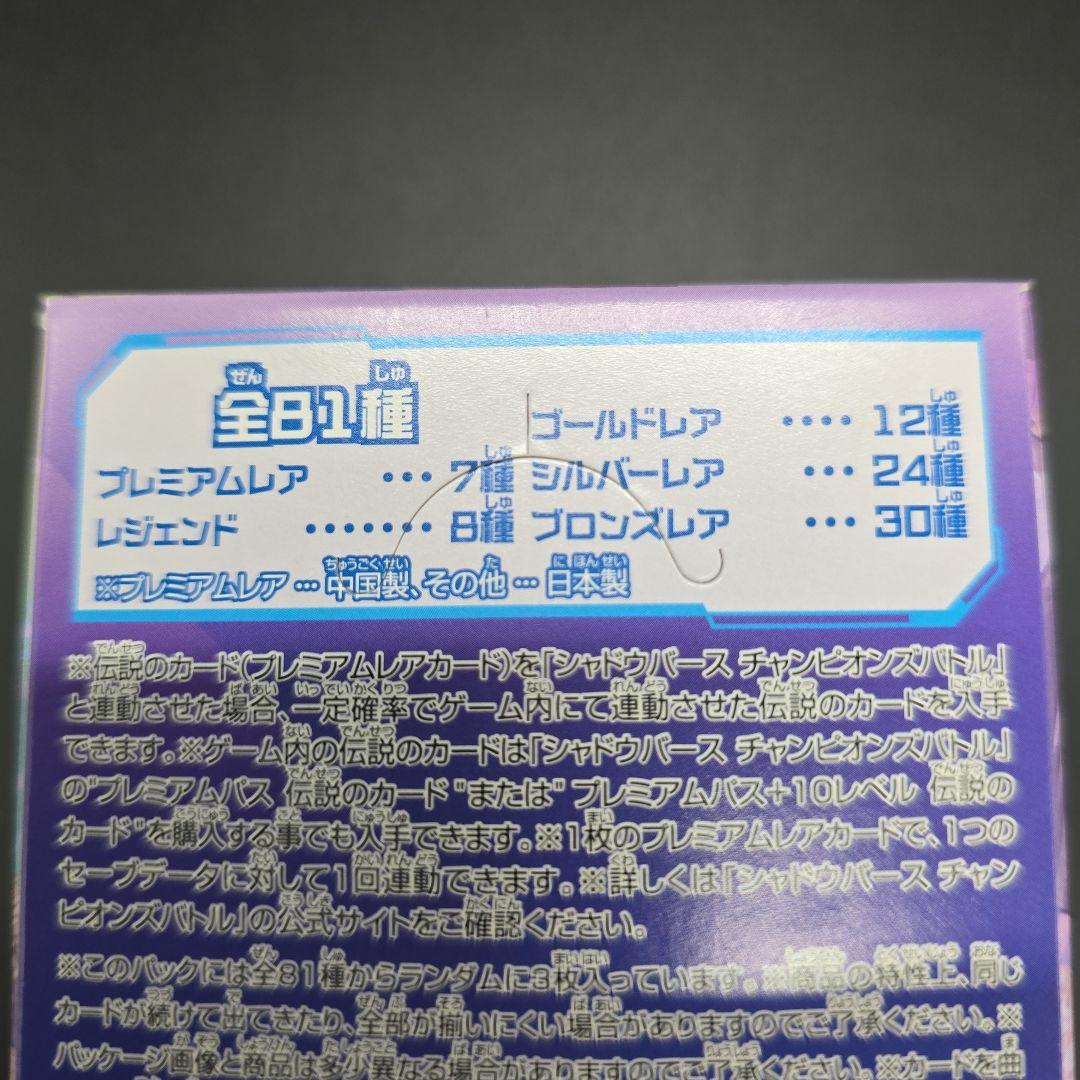 全81種
プレミアムレア ・・・ 7種
レジェンド ・・・・・・・ 8種
ゴールドレア ・・・・ 12種
シルバーレア ・・・ 24種
ブロンズレア ・・・ 30種
※プレミアムレア…中国製、その他…日本製
※伝説のカード(プレミアムレアカード)を「シャドウバース チャンピオンズバトル」
と連動させた場合、一定確率でゲーム内にて連動させた伝説のカードを入手
できます。※ゲーム内の伝説のカードは「シャドウバース チャンピオンズバトル」
の"プレミアムパス 伝説のカード"または"プレミアムパス+10レベル 伝説の
カード"を購入する事でも入手できます。※1枚のプレミアムレアカードで、1つの
セーブデータに対して1回連動できます。※詳しくは「シャドウバース チャン
ピオンズバトル」の公式サイトをご確認ください。
※このパックには全81種からランダムに3枚入っています。※商品の特性上、同じ
カードが続けて出てきたり、全部が揃いにくい場合がありますのでご了承ください。※
パッケージ画像と商品は多少異なる場合がありますのでご了承ください。※カードを曲